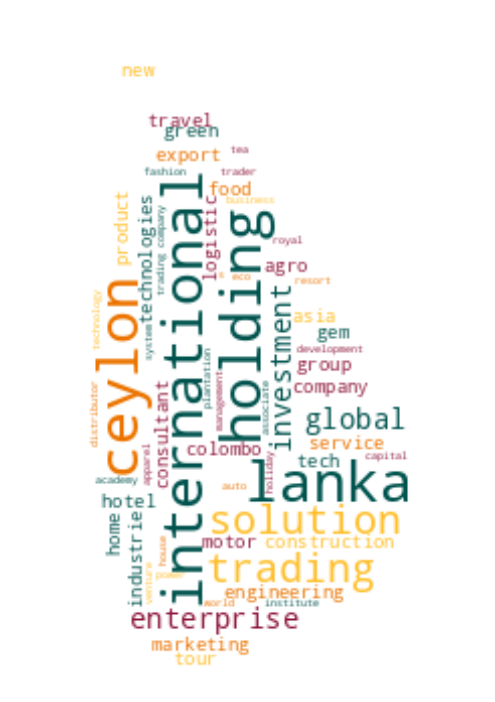 new
travel
green
export
tea
fashion
trader
food
business
product
technologies
trading company
logistic
international
holding
royal
agro
s
eco
resort
ceylon
technology
system
investment
asia
gem
development
group
company
plantation
management
associate
consultant
distributor
global
colombo
service
tech
capital
apparel
holiday
academy
lanka
auto
hotel
home
industrie
solution
motor
construction
house
trading
power
venture
engineering
world
institute
enterprise
marketing
tour